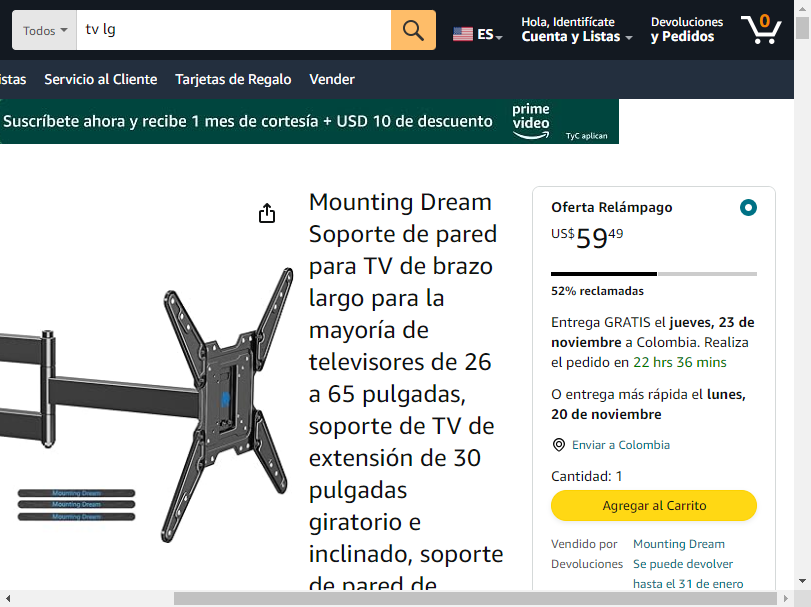 Todos
tv lg
ES
Hola, Identifícate
Cuenta y Listas
Devoluciones
y Pedidos
0
istas
Servicio al Cliente
Tarjetas de Regalo
Vender
Suscríbete ahora y recibe 1 mes de cortesía + USD 10 de descuento
prime
video
TyC aplican
Mounting Dream
Soporte de pared
para TV de brazo
largo para la
mayoría de
televisores de 26
a 65 pulgadas,
soporte de TV de
extensión de 30
pulgadas
giratorio e
inclinado, soporte
de pared de
Mounting Dream
Mounting Dream
Mounting Dream
Oferta Relámpago
US$59 49
52% reclamadas
Entrega GRATIS el jueves, 23 de
noviembre a Colombia. Realiza
el pedido en 22 hrs 36 mins
O entrega más rápida el lunes,
20 de noviembre
Enviar a Colombia
Cantidad: 1
Agregar al Carrito
Vendido por Mounting Dream
Devoluciones Se puede devolver
hasta el 31 de enero